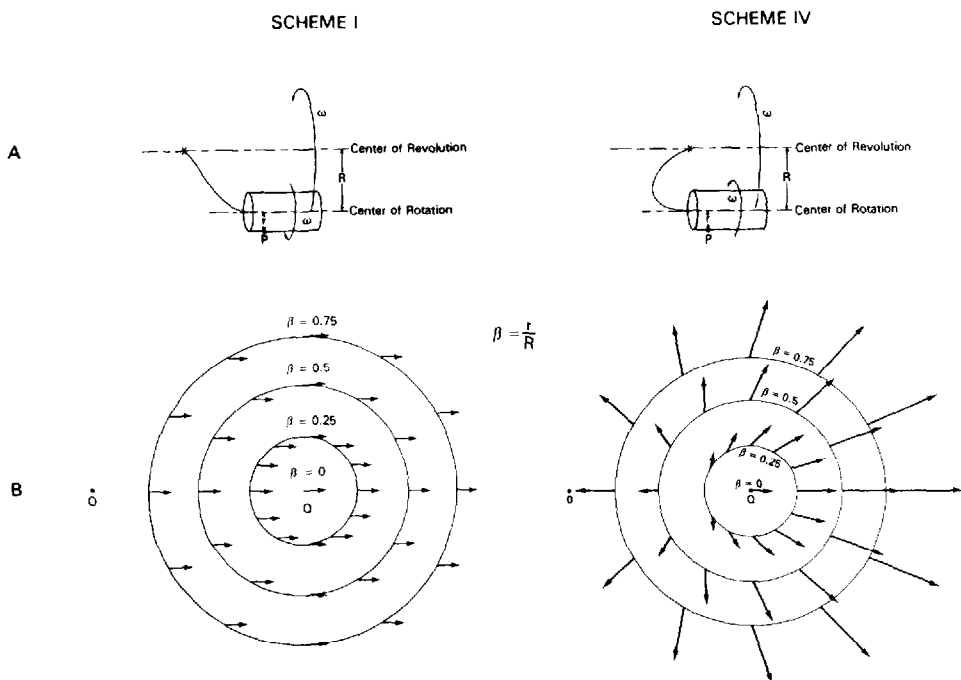 SCHEME I
SCHEME IV
A
ω
Center of Revolution
R
Center of Rotation
ω
P
ω
Center of Revolution
R
Center of Rotation
ω
P
B
β = 0.75
β = 0.5
β = 0.25
β = 0
O
Q
β = r/R
β = 0.75
β = 0.5
β = 0.25
β = 0
Q
O